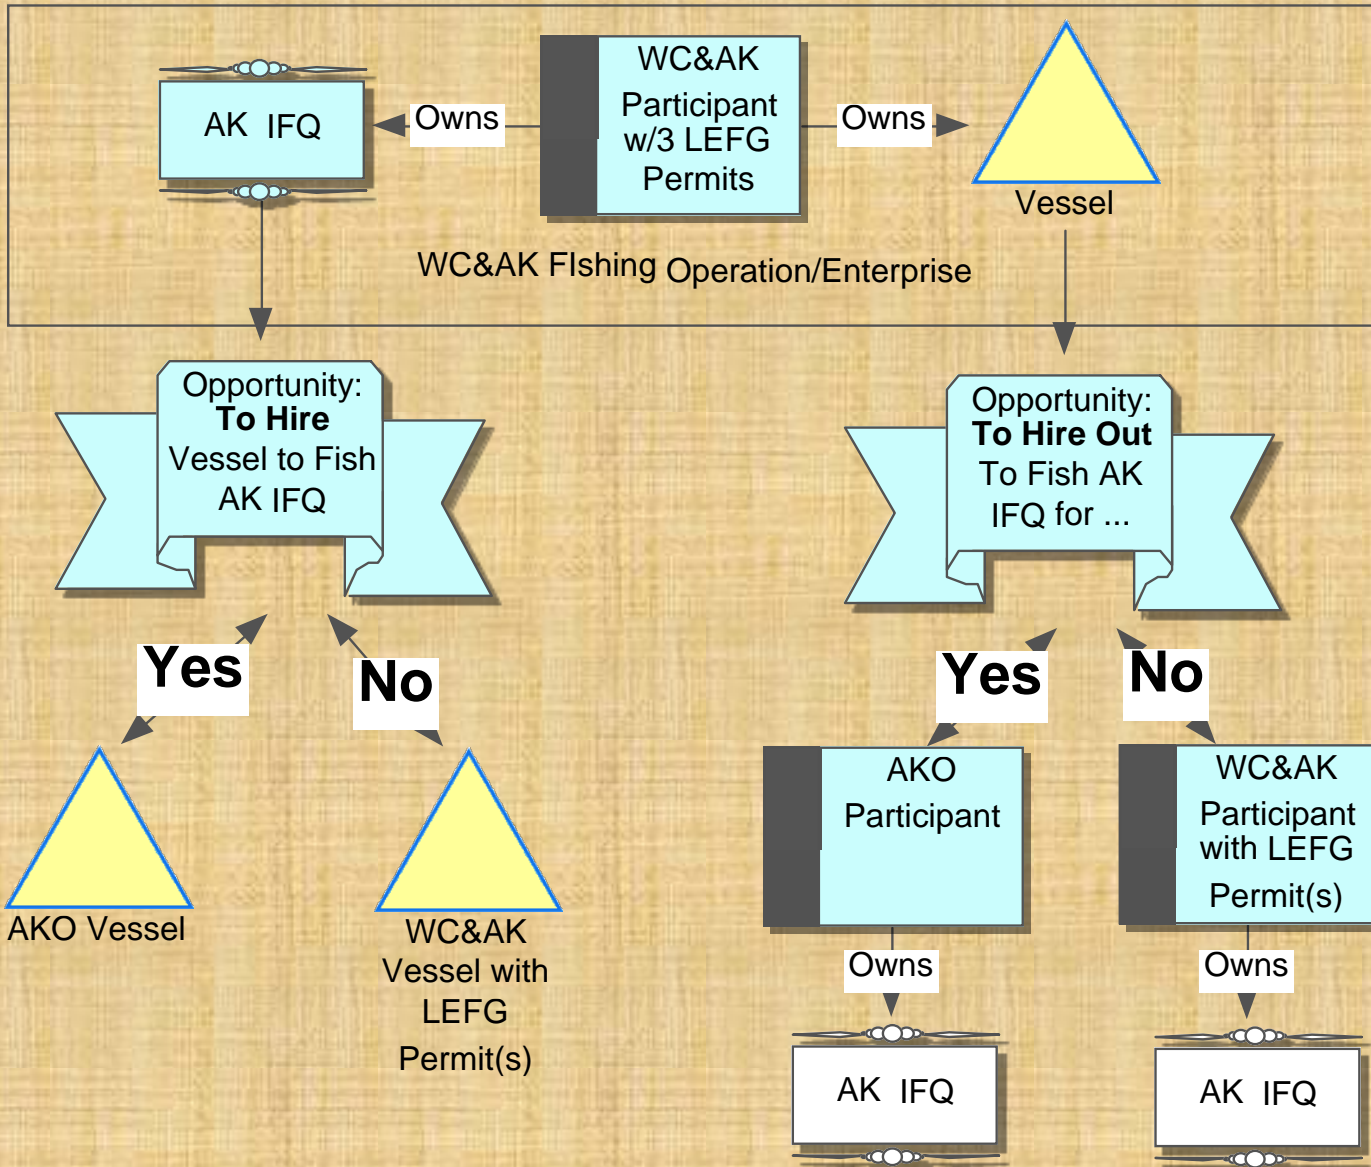 AK IFQ
Owns
WC&AK
Participant
w/3 LEFG
Permits
Owns
Vessel
WC&AK FIshing Operation/Enterprise
Opportunity:
To Hire
Vessel to Fish
AK IFQ
Opportunity:
To Hire Out
To Fish AK
IFQ for ...
Yes
No
Yes
No
AKO Vessel
WC&AK
Vessel with
LEFG
Permit(s)
AKO
Participant
WC&AK
Participant
with LEFG
Permit(s)
Owns
Owns
AK IFQ
AK IFQ